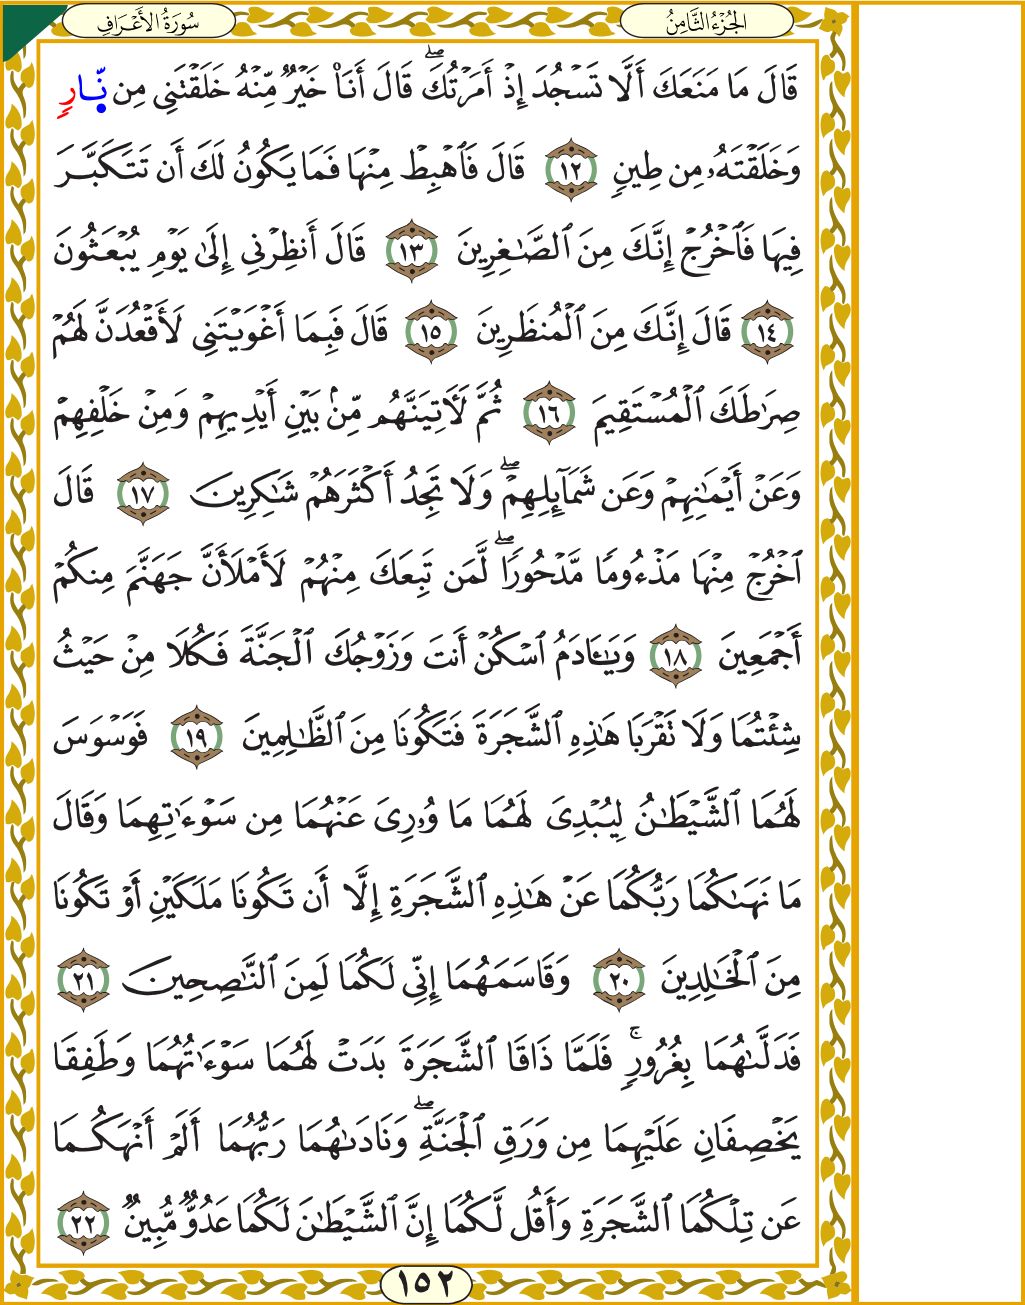 الجُزْءُ الثَّامِنُ
سُورَةُ الأَعْرَافِ
قَالَ مَا مَنَعَكَ أَلَّا تَسْجُدَ إِذْ أَمَرْتُكَۖ قَالَ أَنَا۠ خَيْرٌ مِّنْهُ خَلَقْتَنِى مِن نَّارٍ
وَخَلَقْتَهُۥ مِن طِينٍ ١٢ قَالَ فَٱهْبِطْ مِنْهَا فَمَا يَكُونُ لَكَ أَن تَتَكَبَّرَ
فِيهَا فَٱخْرُجْ إِنَّكَ مِنَ ٱلصَّٰغِرِينَ ١٣ قَالَ أَنظِرْنِى إِلَىٰ يَوْمِ يُبْعَثُونَ
١٤ قَالَ إِنَّكَ مِنَ ٱلْمُنظَرِينَ ١٥ قَالَ فَبِمَآ أَغْوَيْتَنِى لَأَقْعُدَنَّ لَهُمْ
صِرَٰطَكَ ٱلْمُسْتَقِيمَ ١٦ ثُمَّ لَـَٔاتِيَنَّهُم مِّنۢ بَيْنِ أَيْدِيهِمْ وَمِنْ خَلْفِهِمْ
وَعَنْ أَيْمَٰنِهِمْ وَعَن شَمَآئِلِهِمْۖ وَلَا تَجِدُ أَكْثَرَهُمْ شَٰكِرِينَ ١٧ قَالَ
ٱخْرُجْ مِنْهَا مَذْءُومًا مَّدْحُورًاۖ لَّمَن تَبِعَكَ مِنْهُمْ لَأَمْلَأَنَّ جَهَنَّمَ مِنكُمْ
أَجْمَعِينَ ١٨ وَيَٰٓـَٔادَمُ ٱسْكُنْ أَنتَ وَزَوْجُكَ ٱلْجَنَّةَ فَكُلَا مِنْ حَيْثُ
شِئْتُمَا وَلَا تَقْرَبَا هَٰذِهِ ٱلشَّجَرَةَ فَتَكُونَا مِنَ ٱلظَّٰلِمِينَ ١٩ فَوَسْوَسَ
لَهُمَا ٱلشَّيْطَٰنُ لِيُبْدِىَ لَهُمَا مَا وُۥرِىَ عَنْهُمَا مِن سَوْءَٰتِهِمَا وَقَالَ
مَا نَهَىٰكُمَا رَبُّكُمَا عَنْ هَٰذِهِ ٱلشَّجَرَةِ إِلَّآ أَن تَكُونَا مَلَكَيْنِ أَوْ تَكُونَا
مِنَ ٱلْخَٰلِدِينَ ٢٠ وَقَاسَمَهُمَآ إِنِّى لَكُمَا لَمِنَ ٱلنَّٰصِحِينَ ٢١
فَدَلَّىٰهُمَا بِغُرُورٍۚ فَلَمَّا ذَاقَا ٱلشَّجَرَةَ بَدَتْ لَهُمَا سَوْءَٰتُهُمَا وَطَفِقَا
يَخْصِفَانِ عَلَيْهِمَا مِن وَرَقِ ٱلْجَنَّةِۖ وَنَادَىٰهُمَا رَبُّهُمَآ أَلَمْ أَنْهَكُمَا
عَن تِلْكُمَا ٱلشَّجَرَةِ وَأَقُل لَّكُمَآ إِنَّ ٱلشَّيْطَٰنَ لَكُمَا عَدُوٌّ مُّبِينٌ ٢٢
١٥٢